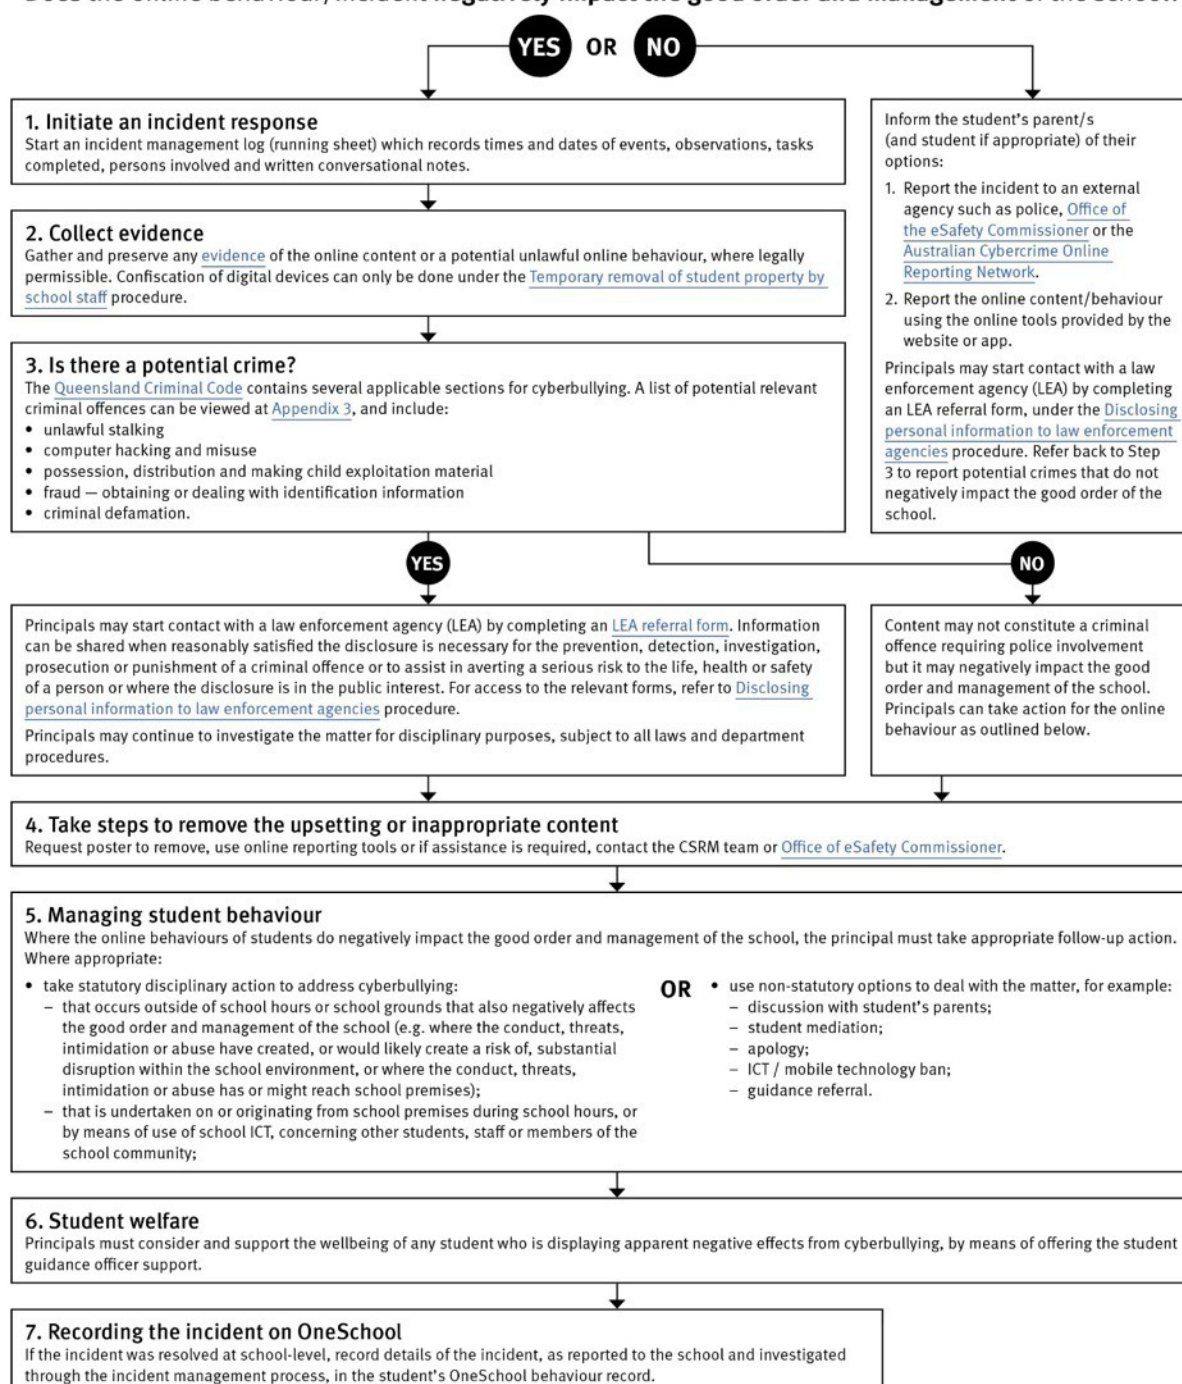 Does the online behaviour/incident negatively impact the good order and management of the school?
YES OR NO
1. Initiate an incident response
Start an incident management log (running sheet) which records times and dates of events, observations, tasks
completed, persons involved and written conversational notes.
2. Collect evidence
Gather and preserve any evidence of the online content or a potential unlawful online behaviour, where legally
permissible. Confiscation of digital devices can only be done under the Temporary removal of student property by
school staff procedure.
3. Is there a potential crime?
The Queensland Criminal Code contains several applicable sections for cyberbullying. A list of potential relevant
criminal offences can be viewed at Appendix 3, and include:
• unlawful stalking
• computer hacking and misuse
• possession, distribution and making child exploitation material
• fraud — obtaining or dealing with identification information
• criminal defamation.
Inform the student's parent/s
(and student if appropriate) of their
options:
1. Report the incident to an external
agency such as police, Office of
the eSafety Commissioner or the
Australian Cybercrime Online
Reporting Network.
2. Report the online content/behaviour
using the online tools provided by the
website or app.
Principals may start contact with a law
enforcement agency (LEA) by completing
an LEA referral form, under the Disclosing
personal information to law enforcement
agencies procedure. Refer back to Step
3 to report potential crimes that do not
negatively impact the good order of the
school.
YES
NO
Principals may start contact with a law enforcement agency (LEA) by completing an LEA referral form. Information
can be shared when reasonably satisfied the disclosure is necessary for the prevention, detection, investigation,
prosecution or punishment of a criminal offence or to assist in averting a serious risk to the life, health or safety
of a person or where the disclosure is in the public interest. For access to the relevant forms, refer to Disclosing
personal information to law enforcement agencies procedure.
Principals may continue to investigate the matter for disciplinary purposes, subject to all laws and department
procedures.
Content may not constitute a criminal
offence requiring police involvement
but it may negatively impact the good
order and management of the school.
Principals can take action for the online
behaviour as outlined below.
4. Take steps to remove the upsetting or inappropriate content
Request poster to remove, use online reporting tools or if assistance is required, contact the CSRM team or Office of eSafety Commissioner.
5. Managing student behaviour
Where the online behaviours of students do negatively impact the good order and management of the school, the principal must take appropriate follow-up action.
Where appropriate:
• take statutory disciplinary action to address cyberbullying:
– that occurs outside of school hours or school grounds that also negatively affects
the good order and management of the school (e.g. where the conduct, threats,
intimidation or abuse have created, or would likely create a risk of, substantial
disruption within the school environment, or where the conduct, threats,
intimidation or abuse has or might reach school premises);
– that is undertaken on or originating from school premises during school hours, or
by means of use of school ICT, concerning other students, staff or members of the
school community;
OR
• use non-statutory options to deal with the matter, for example:
– discussion with student's parents;
– student mediation;
– apology;
– ICT / mobile technology ban;
– guidance referral.
6. Student welfare
Principals must consider and support the wellbeing of any student who is displaying apparent negative effects from cyberbullying, by means of offering the student
guidance officer support.
7. Recording the incident on OneSchool
If the incident was resolved at school-level, record details of the incident, as reported to the school and investigated
through the incident management process, in the student's OneSchool behaviour record.